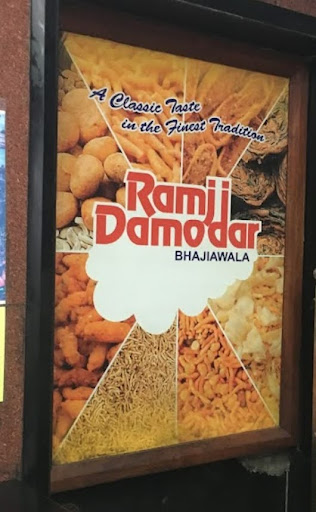 A Classic Taste
in the Finest Tradition
Ramji
Damodar
BHAJIAWALA